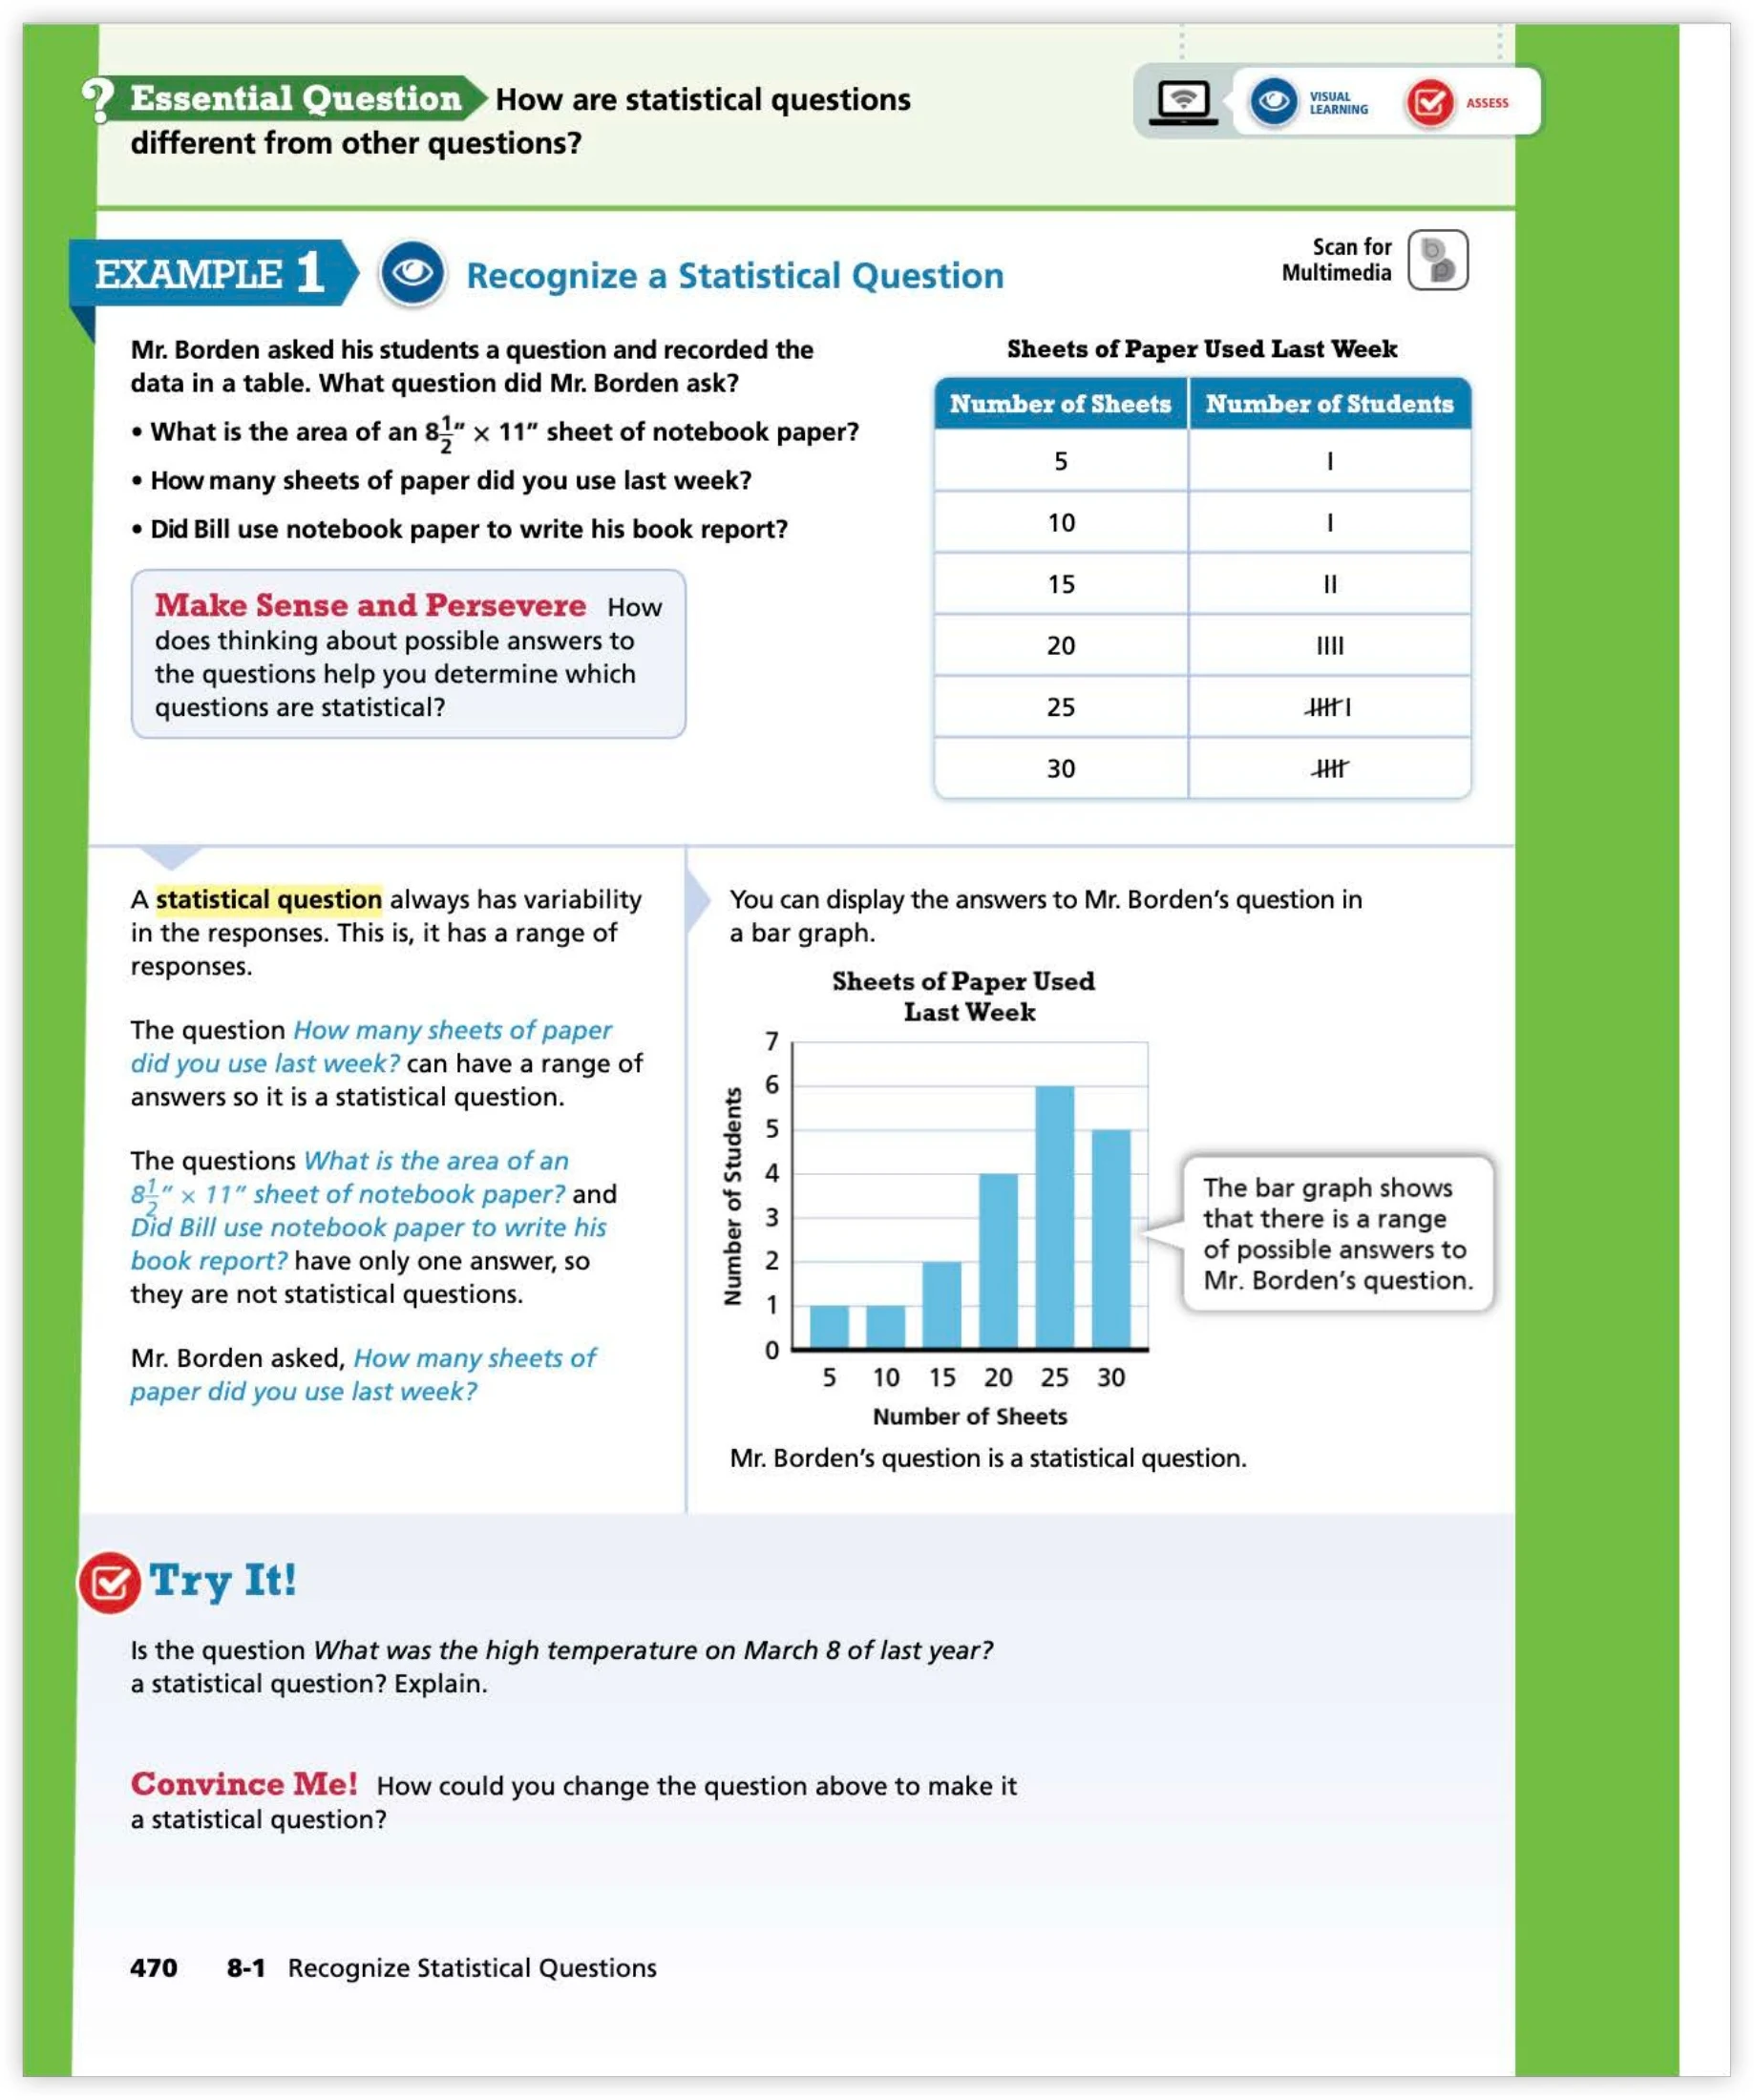 ? Essential Question How are statistical questions
different from other questions?
VISUAL
LEARNING
ASSESS
EXAMPLE 1
Recognize a Statistical Question
Scan for
Multimedia
Mr. Borden asked his students a question and recorded the
data in a table. What question did Mr. Borden ask?
• What is the area of an 8 1/2″ × 11″ sheet of notebook paper?
• How many sheets of paper did you use last week?
• Did Bill use notebook paper to write his book report?
Make Sense and Persevere How
does thinking about possible answers to
the questions help you determine which
questions are statistical?
Sheets of Paper Used Last Week
Number of Sheets Number of Students
5 I
10 I
15 II
20 IIII
25 IIII I
30 IIII
A statistical question always has variability
in the responses. This is, it has a range of
responses.
The question How many sheets of paper
did you use last week? can have a range of
answers so it is a statistical question.
The questions What is the area of an
8 1/2″ × 11″ sheet of notebook paper? and
Did Bill use notebook paper to write his
book report? have only one answer, so
they are not statistical questions.
Mr. Borden asked, How many sheets of
paper did you use last week?
You can display the answers to Mr. Borden’s question in
a bar graph.
Sheets of Paper Used
Last Week
Number of Students
7
6
5
4
3
2
1
0
5 10 15 20 25 30
Number of Sheets
The bar graph shows
that there is a range
of possible answers to
Mr. Borden’s question.
Mr. Borden’s question is a statistical question.
Try It!
Is the question What was the high temperature on March 8 of last year?
a statistical question? Explain.
Convince Me! How could you change the question above to make it
a statistical question?
470 8-1 Recognize Statistical Questions